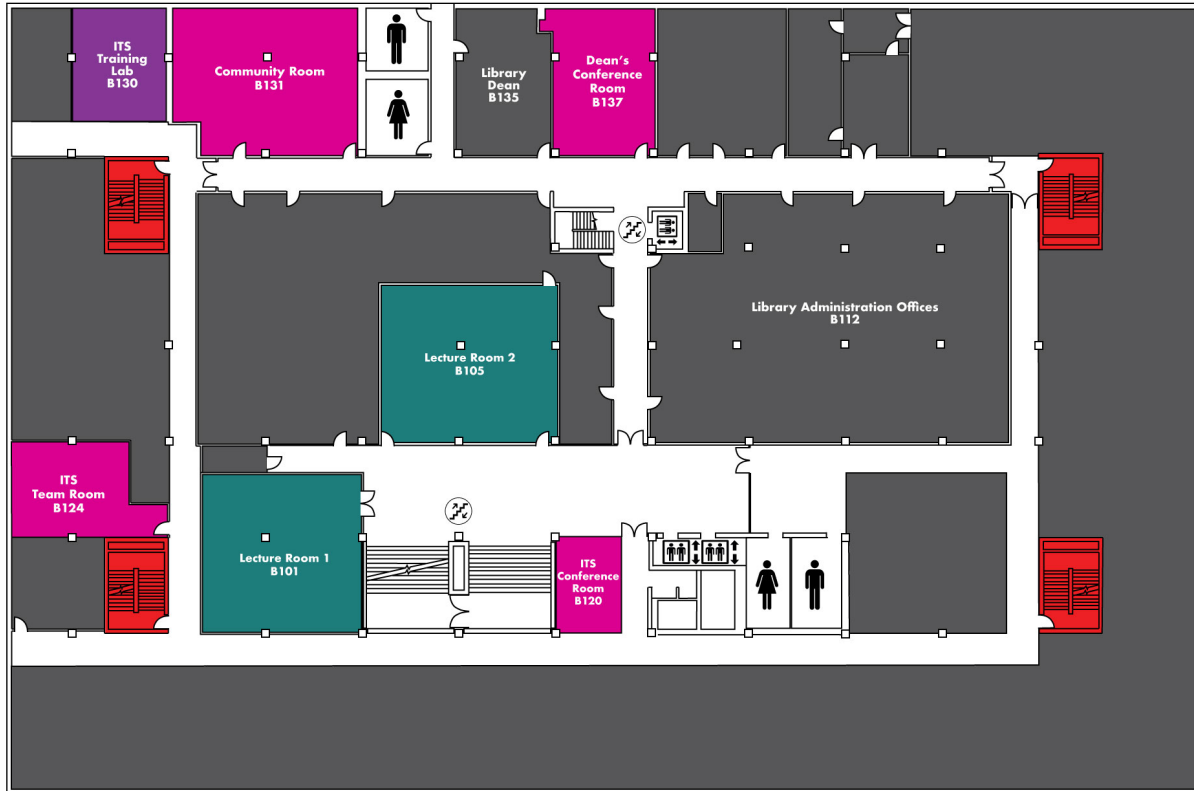 ITS
Training
Lab
B130
Community Room
B131
Library
Dean
B135
Dean's
Conference
Room
B137
Library Administration Offices
B112
Lecture Room 2
B105
ITS
Team Room
B124
Lecture Room 1
B101
ITS
Conference
Room
B120